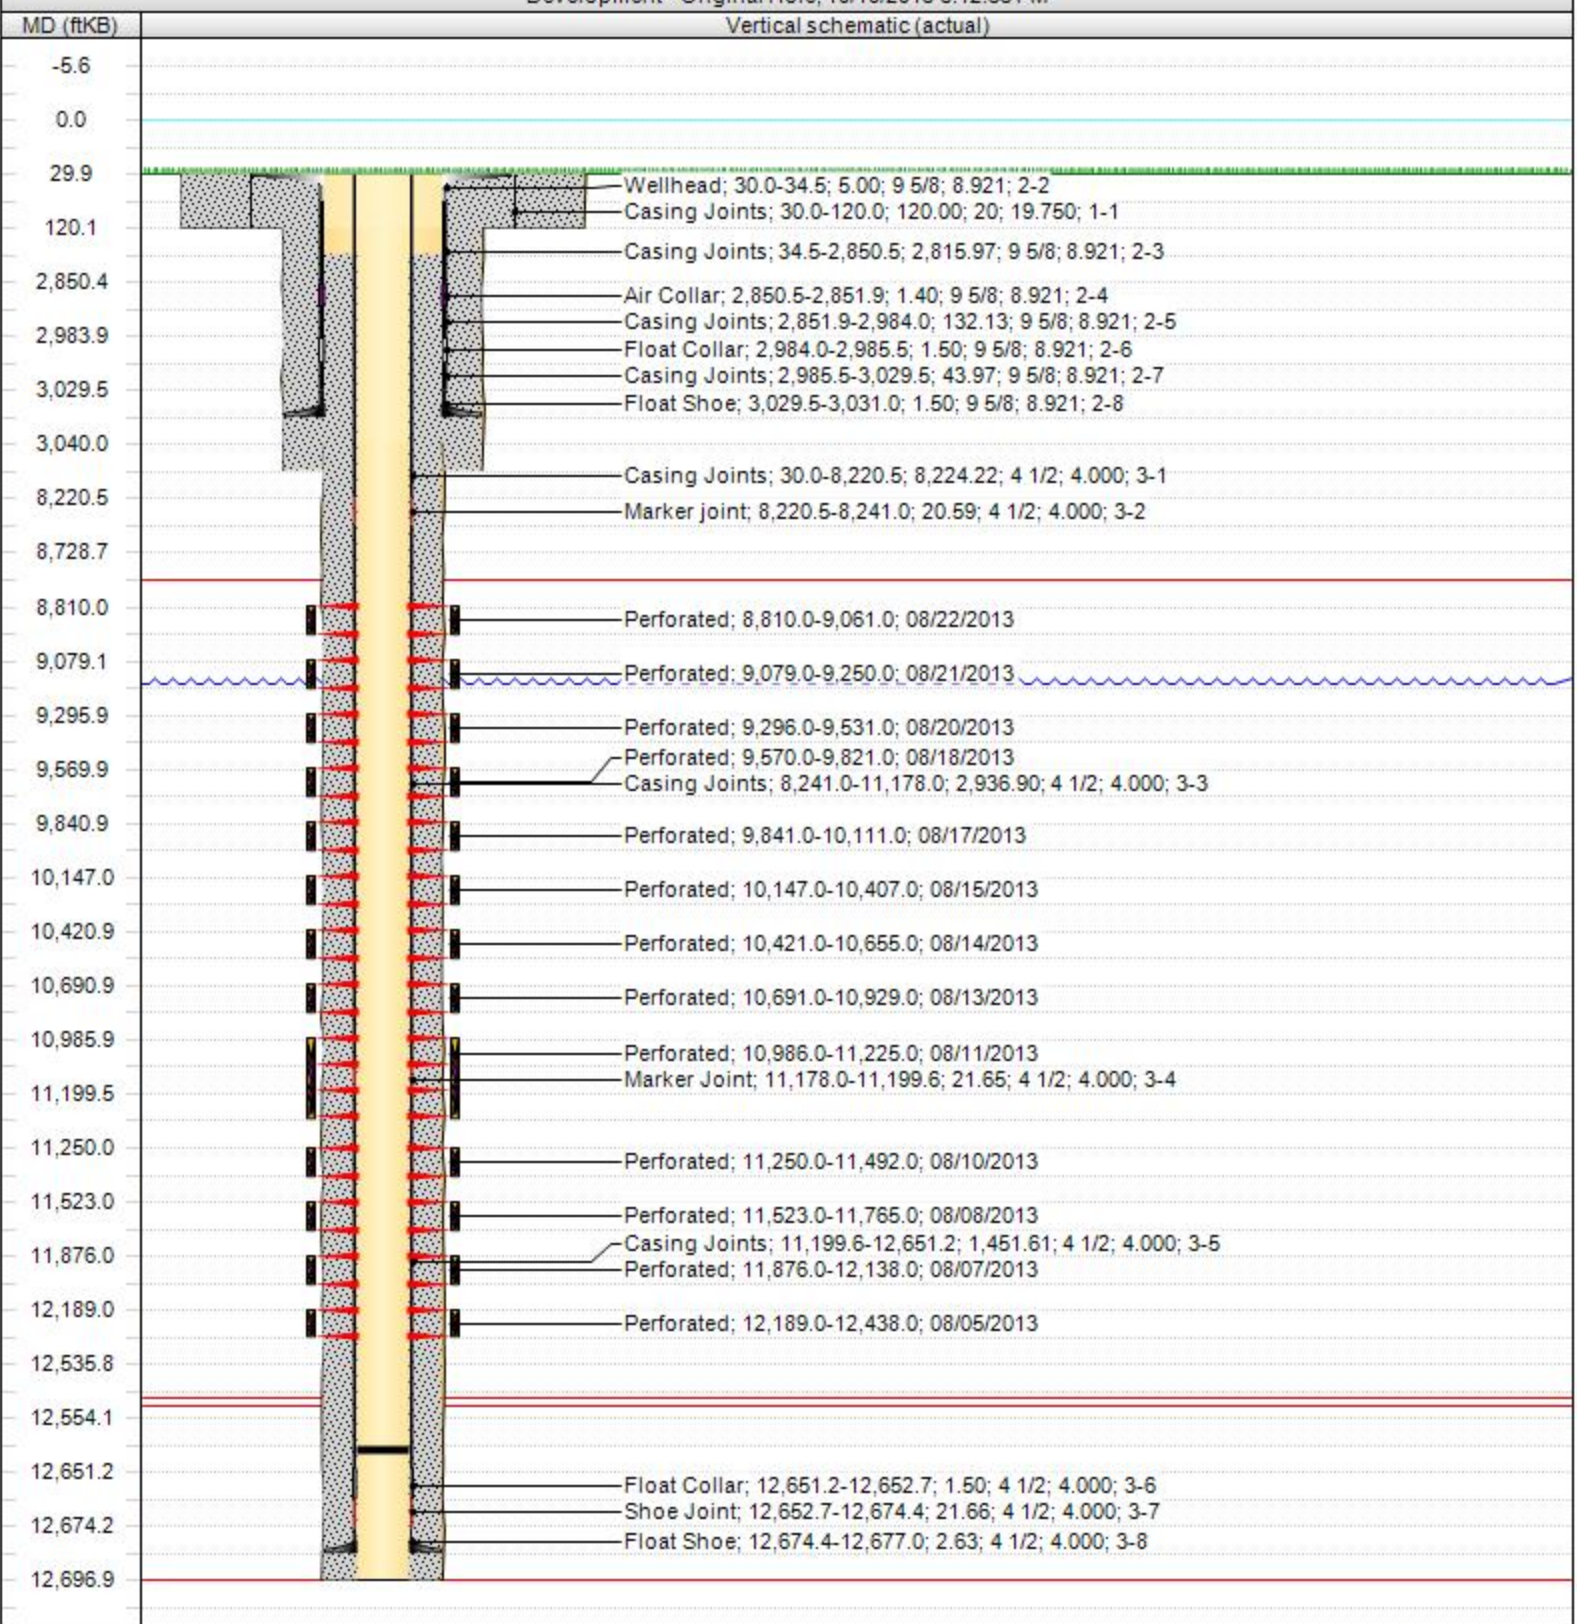 MD (ftKB) Vertical schematic (actual)
-5.6
0.0
29.9
Wellhead; 30.0-34.5; 5.00; 9 5/8; 8.921; 2-2
Casing Joints; 30.0-120.0; 120.00; 20; 19.750; 1-1
120.1
Casing Joints; 34.5-2,850.5; 2,815.97; 9 5/8; 8.921; 2-3
2,850.4
Air Collar; 2,850.5-2,851.9; 1.40; 9 5/8; 8.921; 2-4
Casing Joints; 2,851.9-2,984.0; 132.13; 9 5/8; 8.921; 2-5
2,983.9
Float Collar; 2,984.0-2,985.5; 1.50; 9 5/8; 8.921; 2-6
Casing Joints; 2,985.5-3,029.5; 43.97; 9 5/8; 8.921; 2-7
3,029.5
Float Shoe; 3,029.5-3,031.0; 1.50; 9 5/8; 8.921; 2-8
3,040.0
Casing Joints; 30.0-8,220.5; 8,224.22; 4 1/2; 4.000; 3-1
8,220.5
Marker joint; 8,220.5-8,241.0; 20.59; 4 1/2; 4.000; 3-2
8,728.7
8,810.0
Perforated; 8,810.0-9,061.0; 08/22/2013
9,079.1
Perforated; 9,079.0-9,250.0; 08/21/2013
9,295.9
Perforated; 9,296.0-9,531.0; 08/20/2013
Perforated; 9,570.0-9,821.0; 08/18/2013
9,569.9
Casing Joints; 8,241.0-11,178.0; 2,936.90; 4 1/2; 4.000; 3-3
9,840.9
Perforated; 9,841.0-10,111.0; 08/17/2013
10,147.0
Perforated; 10,147.0-10,407.0; 08/15/2013
10,420.9
Perforated; 10,421.0-10,655.0; 08/14/2013
10,690.9
Perforated; 10,691.0-10,929.0; 08/13/2013
10,985.9
Perforated; 10,986.0-11,225.0; 08/11/2013
Marker Joint; 11,178.0-11,199.6; 21.65; 4 1/2; 4.000; 3-4
11,199.5
11,250.0
Perforated; 11,250.0-11,492.0; 08/10/2013
11,523.0
Perforated; 11,523.0-11,765.0; 08/08/2013
Casing Joints; 11,199.6-12,651.2; 1,451.61; 4 1/2; 4.000; 3-5
11,876.0
Perforated; 11,876.0-12,138.0; 08/07/2013
12,189.0
Perforated; 12,189.0-12,438.0; 08/05/2013
12,535.8
12,554.1
12,651.2
Float Collar; 12,651.2-12,652.7; 1.50; 4 1/2; 4.000; 3-6
Shoe Joint; 12,652.7-12,674.4; 21.66; 4 1/2; 4.000; 3-7
12,674.2
Float Shoe; 12,674.4-12,677.0; 2.63; 4 1/2; 4.000; 3-8
12,696.9